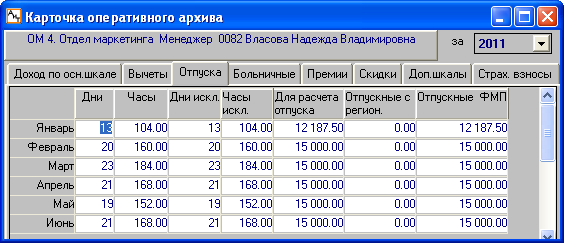 Карточка оперативного архива
ОМ 4. Отдел маркетинга Менеджер 0082 Власова Надежда Владимировна за 2011
Доход по осн.шкале Вычеты Отпуска Больничные Премии Скидки Доп.шкалы Страх. взносы
Дни Часы Дни искл. Часы искл. Для расчета отпуска Отпускные с регион. Отпускные ФМП
Январь 13 104.00 13 104.00 12 187.50 0.00 12 187.50
Февраль 20 160.00 20 160.00 15 000.00 0.00 15 000.00
Март 23 184.00 23 184.00 15 000.00 0.00 15 000.00
Апрель 21 168.00 21 168.00 15 000.00 0.00 15 000.00
Май 19 152.00 19 152.00 15 000.00 0.00 15 000.00
Июнь 21 168.00 21 168.00 15 000.00 0.00 15 000.00